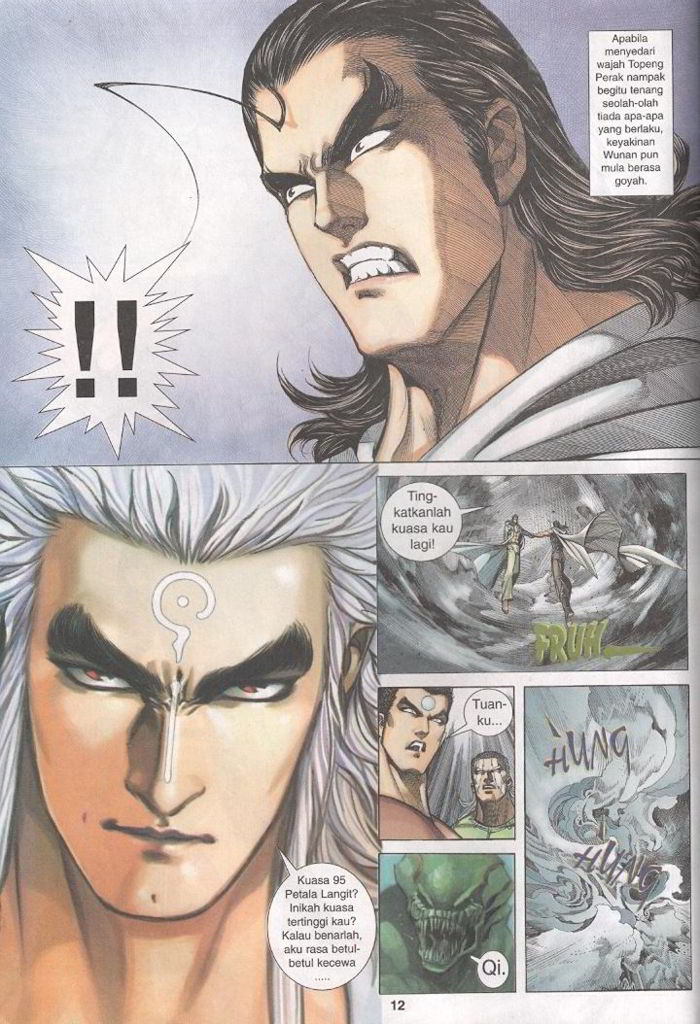 Apabila
menyedari
wajah Topeng
Perak nampak
begitu tenang
seolah-olah
tiada apa-apa
yang berlaku,
keyakinan
Wunan pun
mula berasa
goyah.
!!
Ting-
katkanlah
kuasa kau
lagi!
FRUH
Tuan-
ku...
HUNG
HUNG
Kuasa 95
Petala Langit?
Inikah kuasa
tertinggi kau?
Kalau benarlah,
aku rasa betul-
betul kecewa
.....
Qi.
12